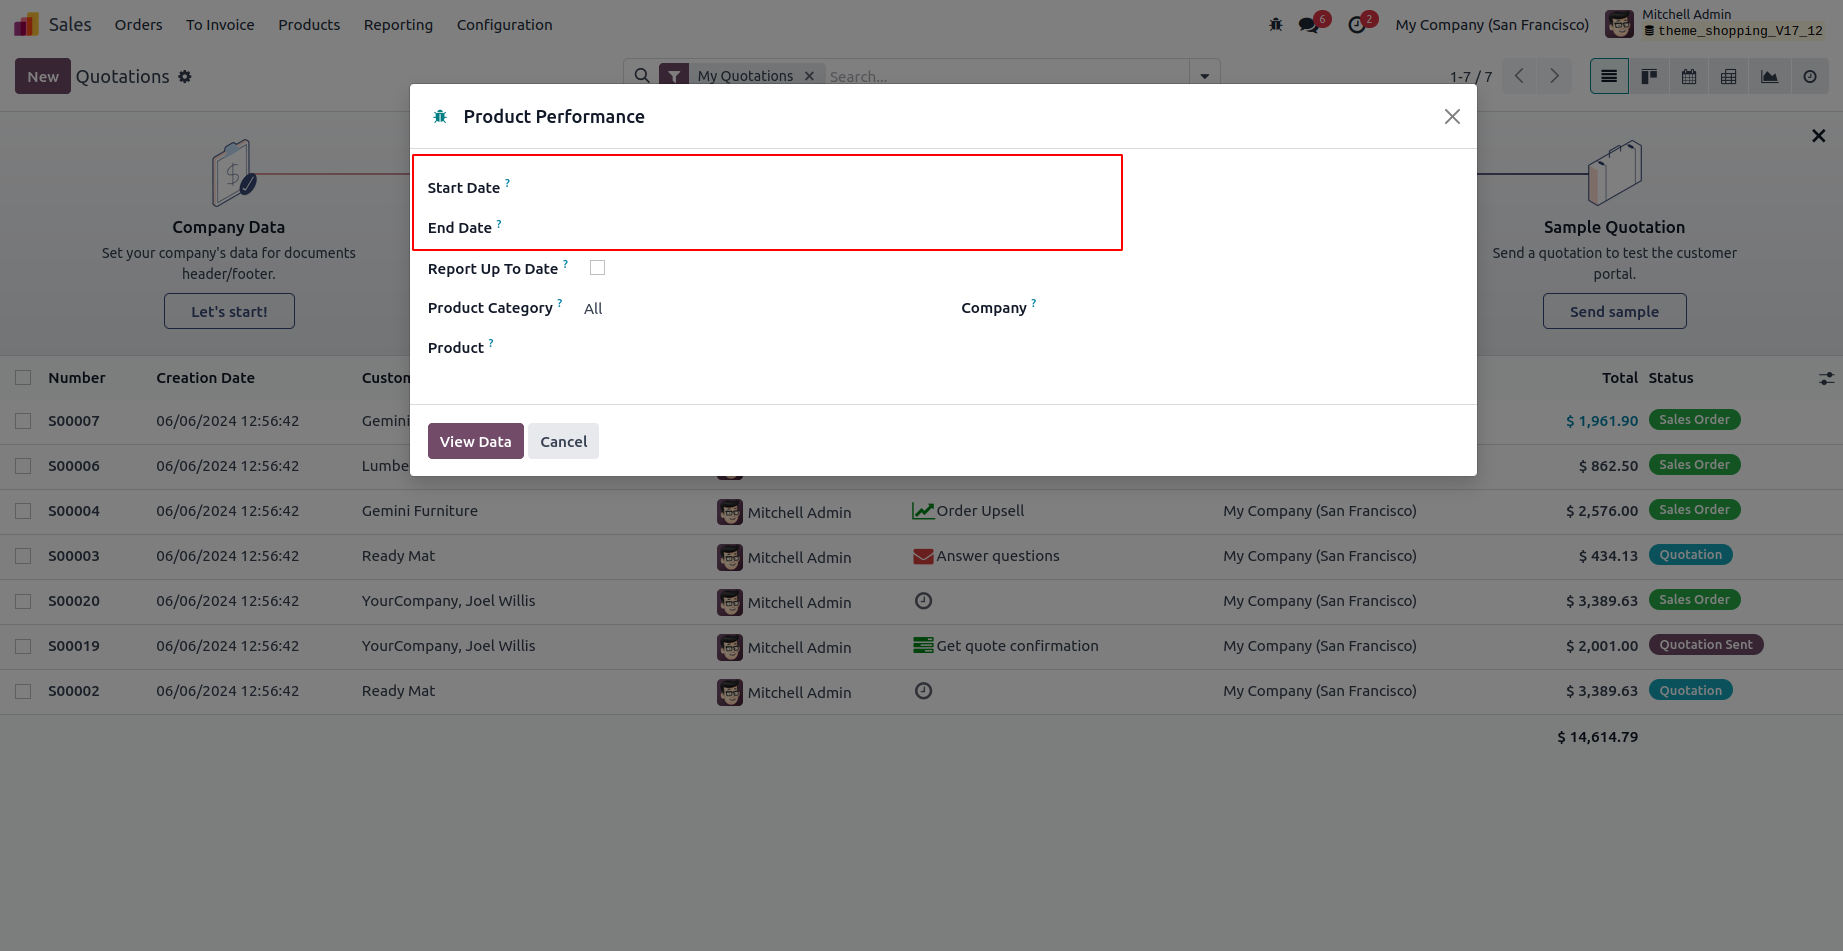 Sales Orders To Invoice Products Reporting Configuration 6 2 My Company (San Francisco) Mitchell Admin
theme_shopping_V17_12
New Quotations My Quotations Search... 1-7 / 7
Product Performance
Start Date ?
End Date ?
Report Up To Date ?
Product Category ? All Company ?
Product ?
View Data Cancel
Company Data
Set your company's data for documents
header/footer.
Let's start!
Sample Quotation
Send a quotation to test the customer
portal.
Send sample
Number Creation Date Custom Total Status
S00007 06/06/2024 12:56:42 Gemini $ 1,961.90 Sales Order
S00006 06/06/2024 12:56:42 Lumbe $ 862.50 Sales Order
S00004 06/06/2024 12:56:42 Gemini Furniture Mitchell Admin Order Upsell My Company (San Francisco) $ 2,576.00 Sales Order
S00003 06/06/2024 12:56:42 Ready Mat Mitchell Admin Answer questions My Company (San Francisco) $ 434.13 Quotation
S00020 06/06/2024 12:56:42 YourCompany, Joel Willis Mitchell Admin My Company (San Francisco) $ 3,389.63 Sales Order
S00019 06/06/2024 12:56:42 YourCompany, Joel Willis Mitchell Admin Get quote confirmation My Company (San Francisco) $ 2,001.00 Quotation Sent
S00002 06/06/2024 12:56:42 Ready Mat Mitchell Admin My Company (San Francisco) $ 3,389.63 Quotation
$ 14,614.79